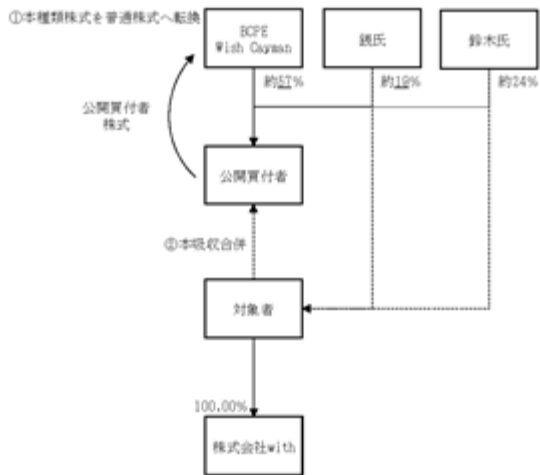 ①本種類株式を普通株式へ転換
BCPE
Wish Cayman
銕氏
鈴木氏
約57%
約19%
約24%
公開買付者
株式
公開買付者
②本吸収合併
対象者
100.00%
株式会社with